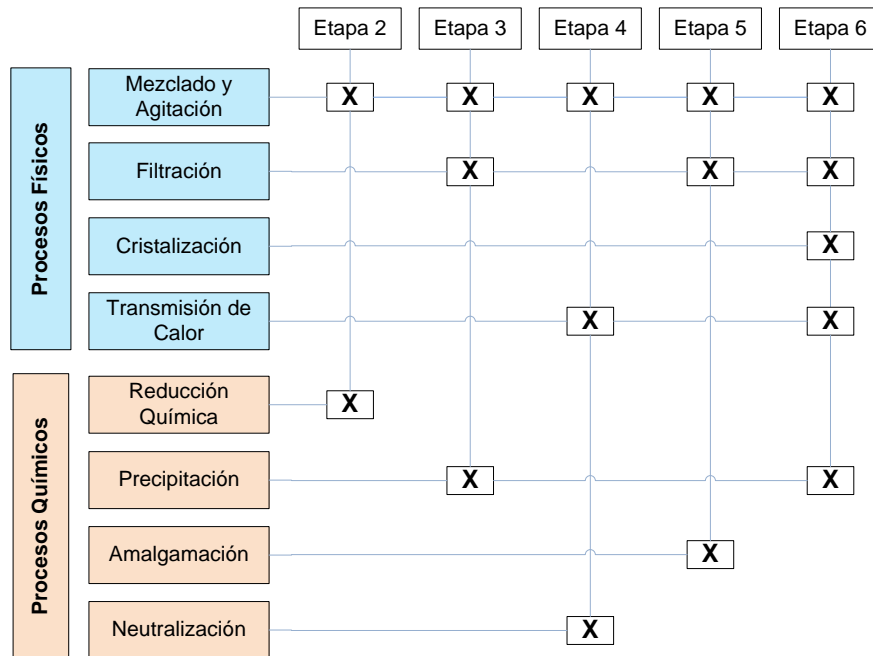 Etapa 2 Etapa 3 Etapa 4 Etapa 5 Etapa 6
Procesos Físicos
Mezclado y
Agitación
X X X X X
Filtración
X X X
Cristalización
X
Transmisión de
Calor
X X
Procesos Químicos
Reducción
Química
X
Precipitación
X X
Amalgamación
X
Neutralización
X